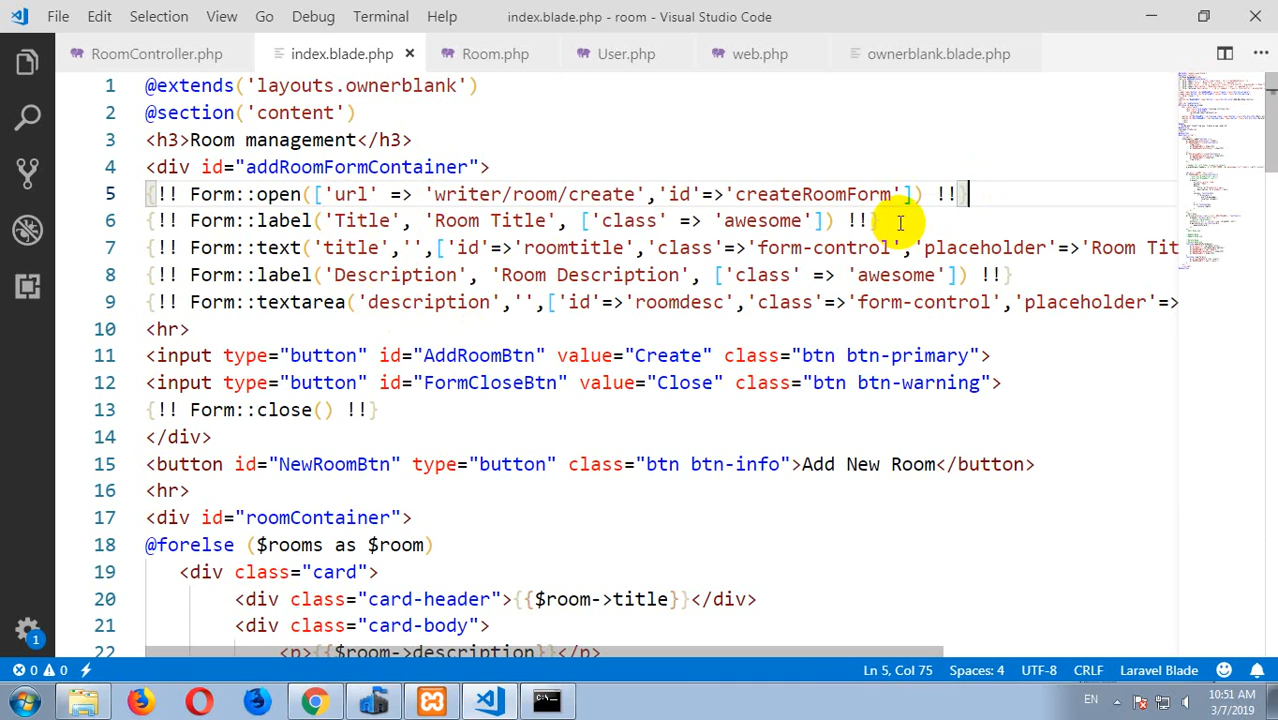 File Edit Selection View Go Debug Terminal Help index.blade.php - room - Visual Studio Code
RoomController.php index.blade.php × Room.php User.php web.php ownerblank.blade.php
1 @extends('layouts.ownerblank')
2 @section('content')
3 <h3>Room management</h3>
4 <div id="addRoomFormContainer">
5 {!! Form::open(['url' => 'writer-room/create','id'=>'createRoomForm']) !!}
6 {!! Form::label('Title', 'Room Title', ['class' => 'awesome']) !!}
7 {!! Form::text('title','',['id'=>'roomtitle','class'=>'form-control','placeholder'=>'Room Tit
8 {!! Form::label('Description', 'Room Description', ['class' => 'awesome']) !!}
9 {!! Form::textarea('description','',['id'=>'roomdesc','class'=>'form-control','placeholder'=>
10 <hr>
11 <input type="button" id="AddRoomBtn" value="Create" class="btn btn-primary">
12 <input type="button" id="FormCloseBtn" value="Close" class="btn btn-warning">
13 {!! Form::close() !!}
14 </div>
15 <button id="NewRoomBtn" type="button" class="btn btn-info">Add New Room</button>
16 <hr>
17 <div id="roomContainer">
18 @forelse ($rooms as $room)
19 <div class="card">
20 <div class="card-header">{{$room->title}}</div>
21 <div class="card-body">
22 <p>{{$room->description}}</p>
1
0 0 Ln 5, Col 75 Spaces: 4 UTF-8 CRLF Laravel Blade
EN 10:51 AM
3/7/2019